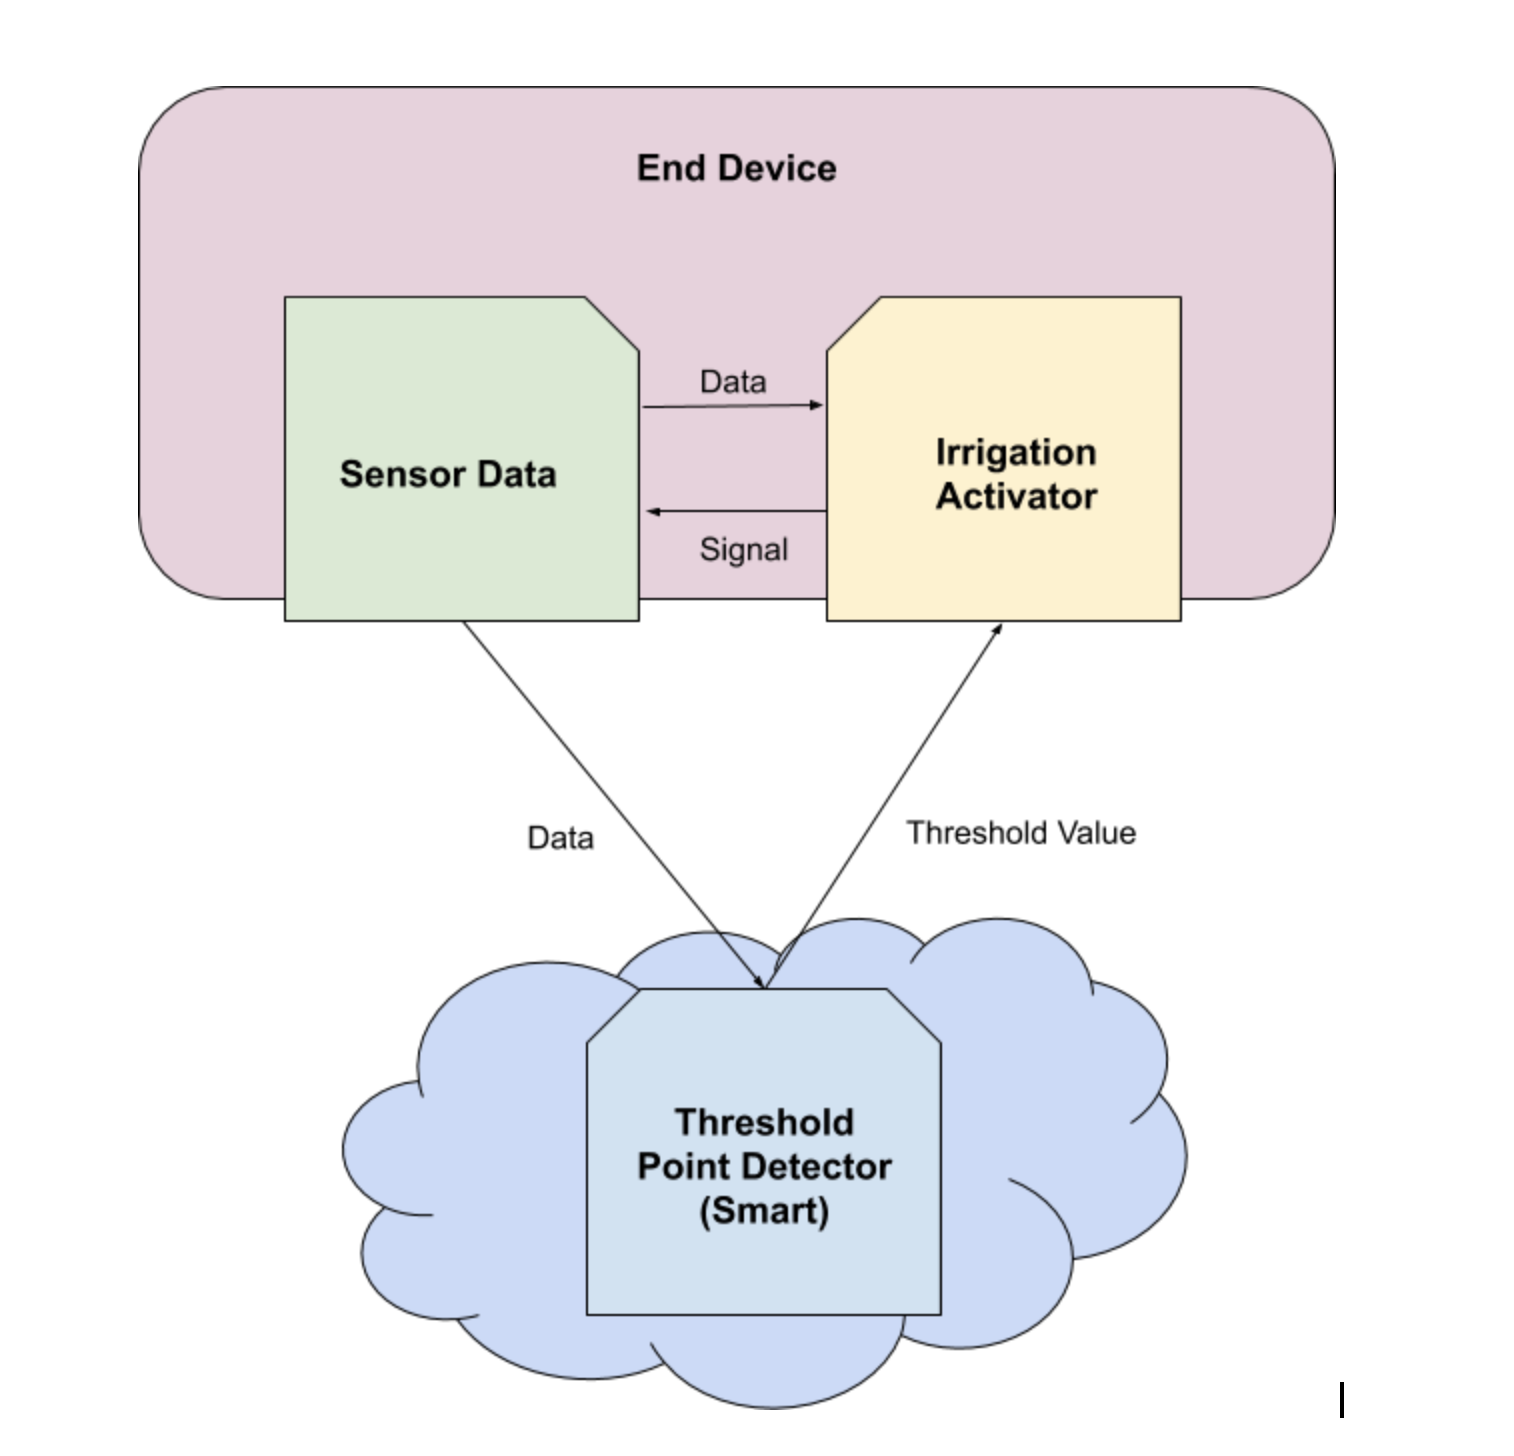 End Device
Data
Sensor Data
Irrigation
Activator
Signal
Data
Threshold Value
Threshold
Point Detector
(Smart)